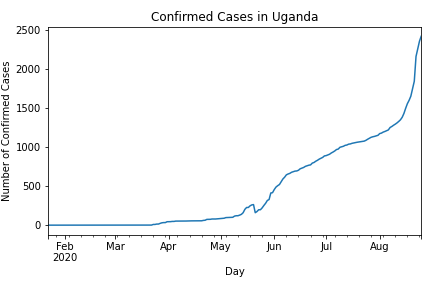 Confirmed Cases in Uganda
Number of Confirmed Cases
2500
2000
1500
1000
500
0
Feb Mar Apr May Jun Jul Aug
2020
Day